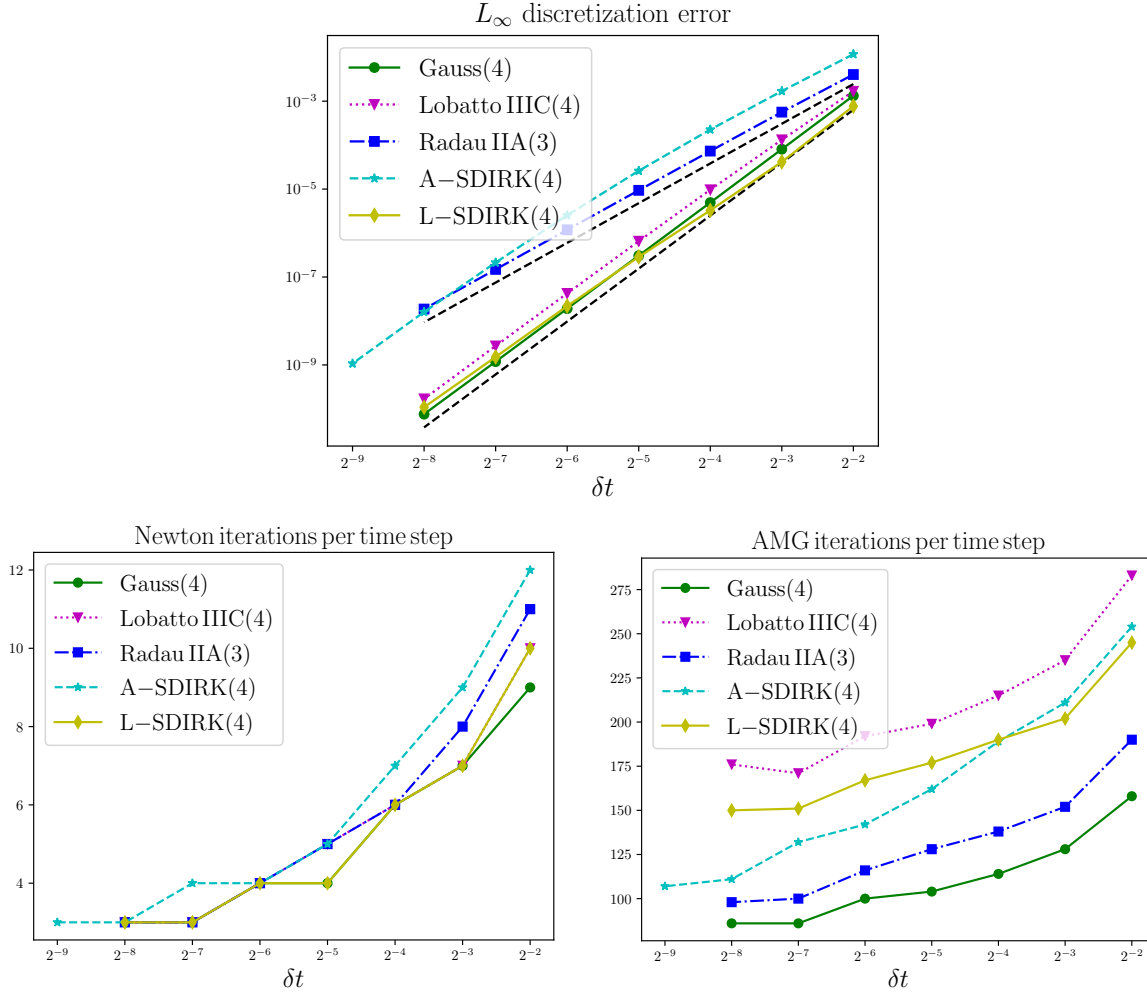 L∞ discretization error
Gauss(4)
Lobatto IIIC(4)
Radau IIA(3)
A−SDIRK(4)
L−SDIRK(4)
10⁻³
10⁻⁵
10⁻⁷
10⁻⁹
2⁻⁹ 2⁻⁸ 2⁻⁷ 2⁻⁶ 2⁻⁵ 2⁻⁴ 2⁻³ 2⁻²
δt
Newton iterations per time step
Gauss(4)
Lobatto IIIC(4)
Radau IIA(3)
A−SDIRK(4)
L−SDIRK(4)
12
10
8
6
4
2⁻⁹ 2⁻⁸ 2⁻⁷ 2⁻⁶ 2⁻⁵ 2⁻⁴ 2⁻³ 2⁻²
δt
AMG iterations per time step
Gauss(4)
Lobatto IIIC(4)
Radau IIA(3)
A−SDIRK(4)
L−SDIRK(4)
275
250
225
200
175
150
125
100
2⁻⁹ 2⁻⁸ 2⁻⁷ 2⁻⁶ 2⁻⁵ 2⁻⁴ 2⁻³ 2⁻²
δt